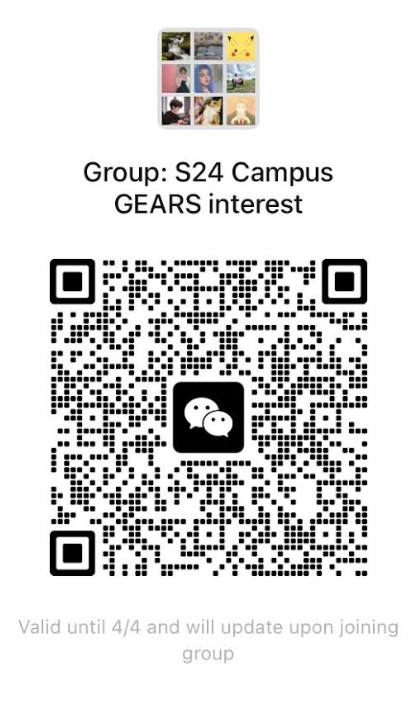 Group: S24 Campus
GEARS interest
Valid until 4/4 and will update upon joining
group